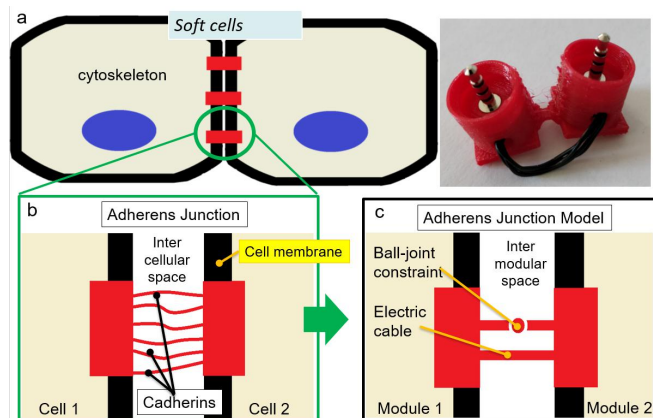 a
Soft cells
cytoskeleton
b
Adherens Junction
Inter
cellular
space
Cell membrane
Cadherins
Cell 1
Cell 2
c
Adherens Junction Model
Ball-joint
constraint
Inter
modular
space
Electric
cable
Module 1
Module 2